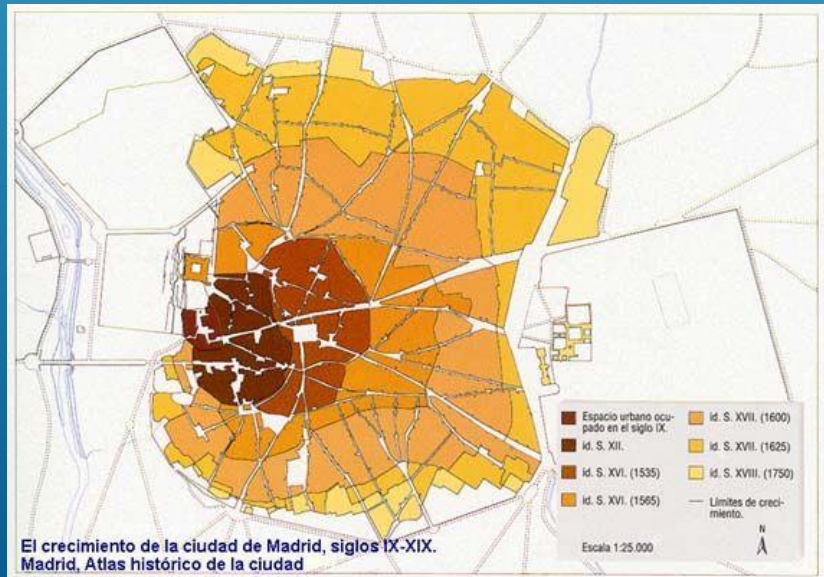 Espacio urbano ocu-
pado en el siglo IX.
id. S. XII.
id. S. XVI. (1535)
id. S. XVI. (1565)
id. S. XVII. (1600)
id. S. XVII. (1625)
id. S. XVIII. (1750)
Límites de creci-
miento.
Escala 1:25.000
N
El crecimiento de la ciudad de Madrid, siglos IX-XIX.
Madrid, Atlas histórico de la ciudad